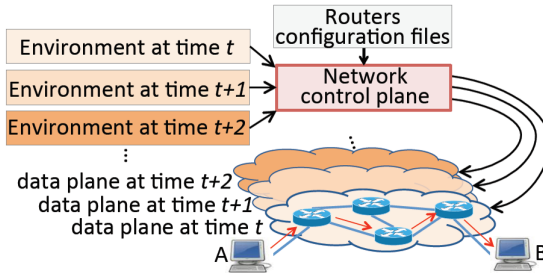 Routers
configuration files
Environment at time t
Environment at time t+1
Environment at time t+2
Network
control plane
data plane at time t+2
data plane at time t+1
data plane at time t
A
B